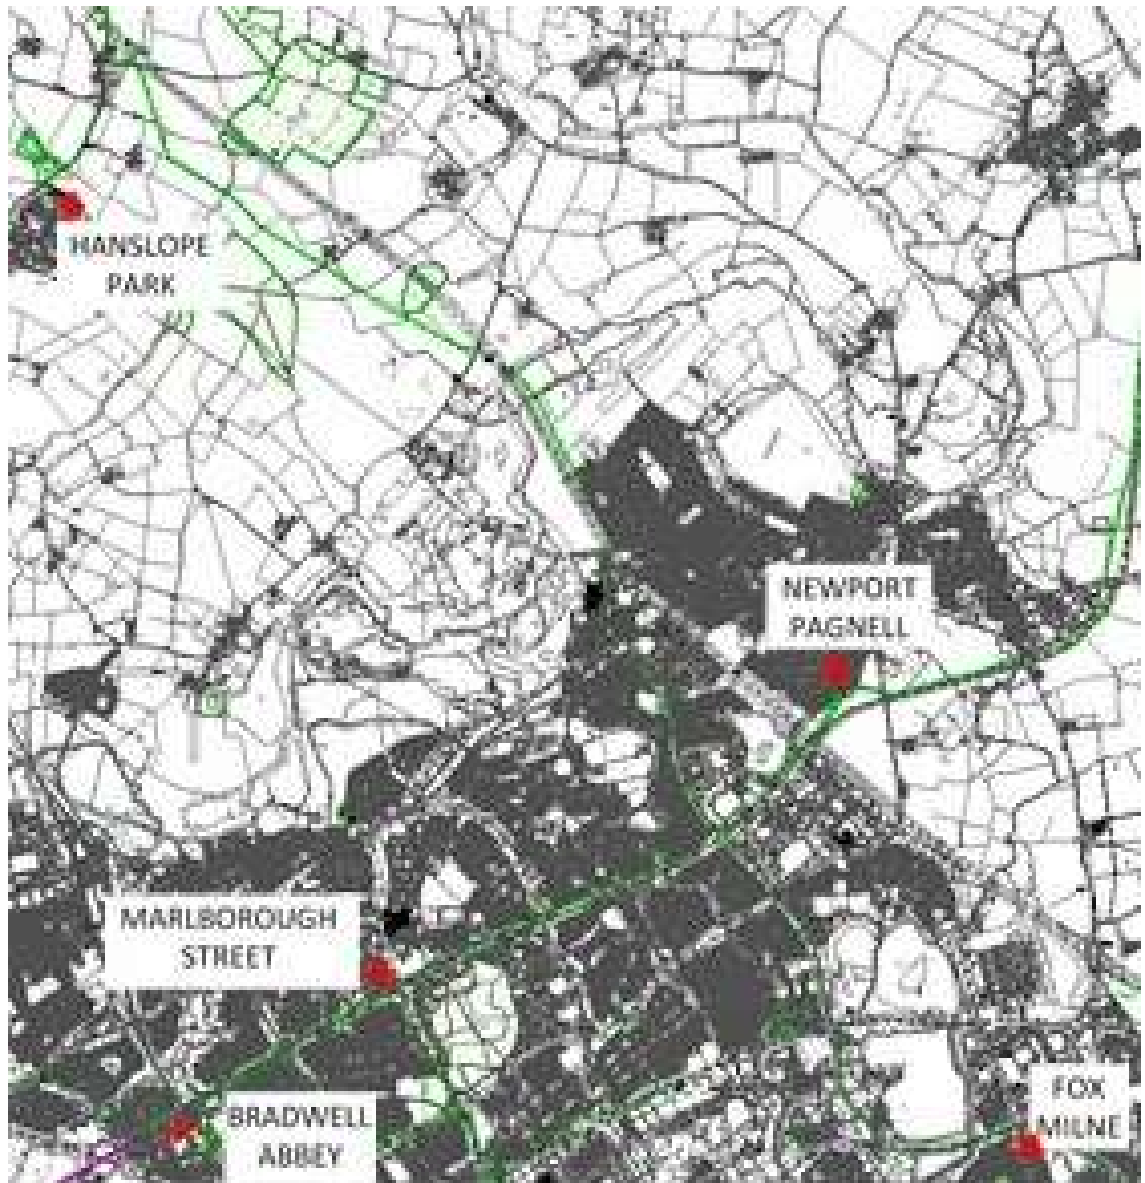 HANSLOPE
PARK
NEWPORT
PAGNELL
MARLBOROUGH
STREET
BRADWELL
ABBEY
FOX
MILNE